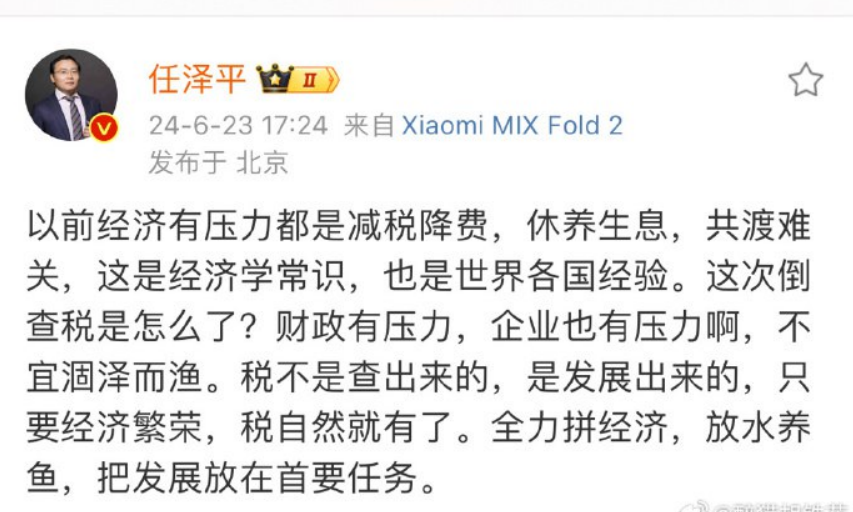 任泽平 II
24-6-23 17:24 来自 Xiaomi MIX Fold 2
发布于 北京
以前经济有压力都是减税降费，休养生息，共渡难
关，这是经济学常识，也是世界各国经验。这次倒
查税是怎么了？财政有压力，企业也有压力啊，不
宜涸泽而渔。税不是查出来的，是发展出来的，只
要经济繁荣，税自然就有了。全力拼经济，放水养
鱼，把发展放在首要任务。